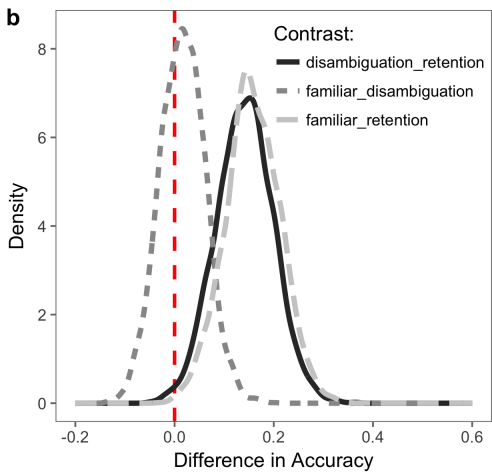 b
Contrast:
disambiguation_retention
familiar_disambiguation
familiar_retention
Density
8
6
4
2
0
-0.2 0.0 0.2 0.4 0.6
Difference in Accuracy